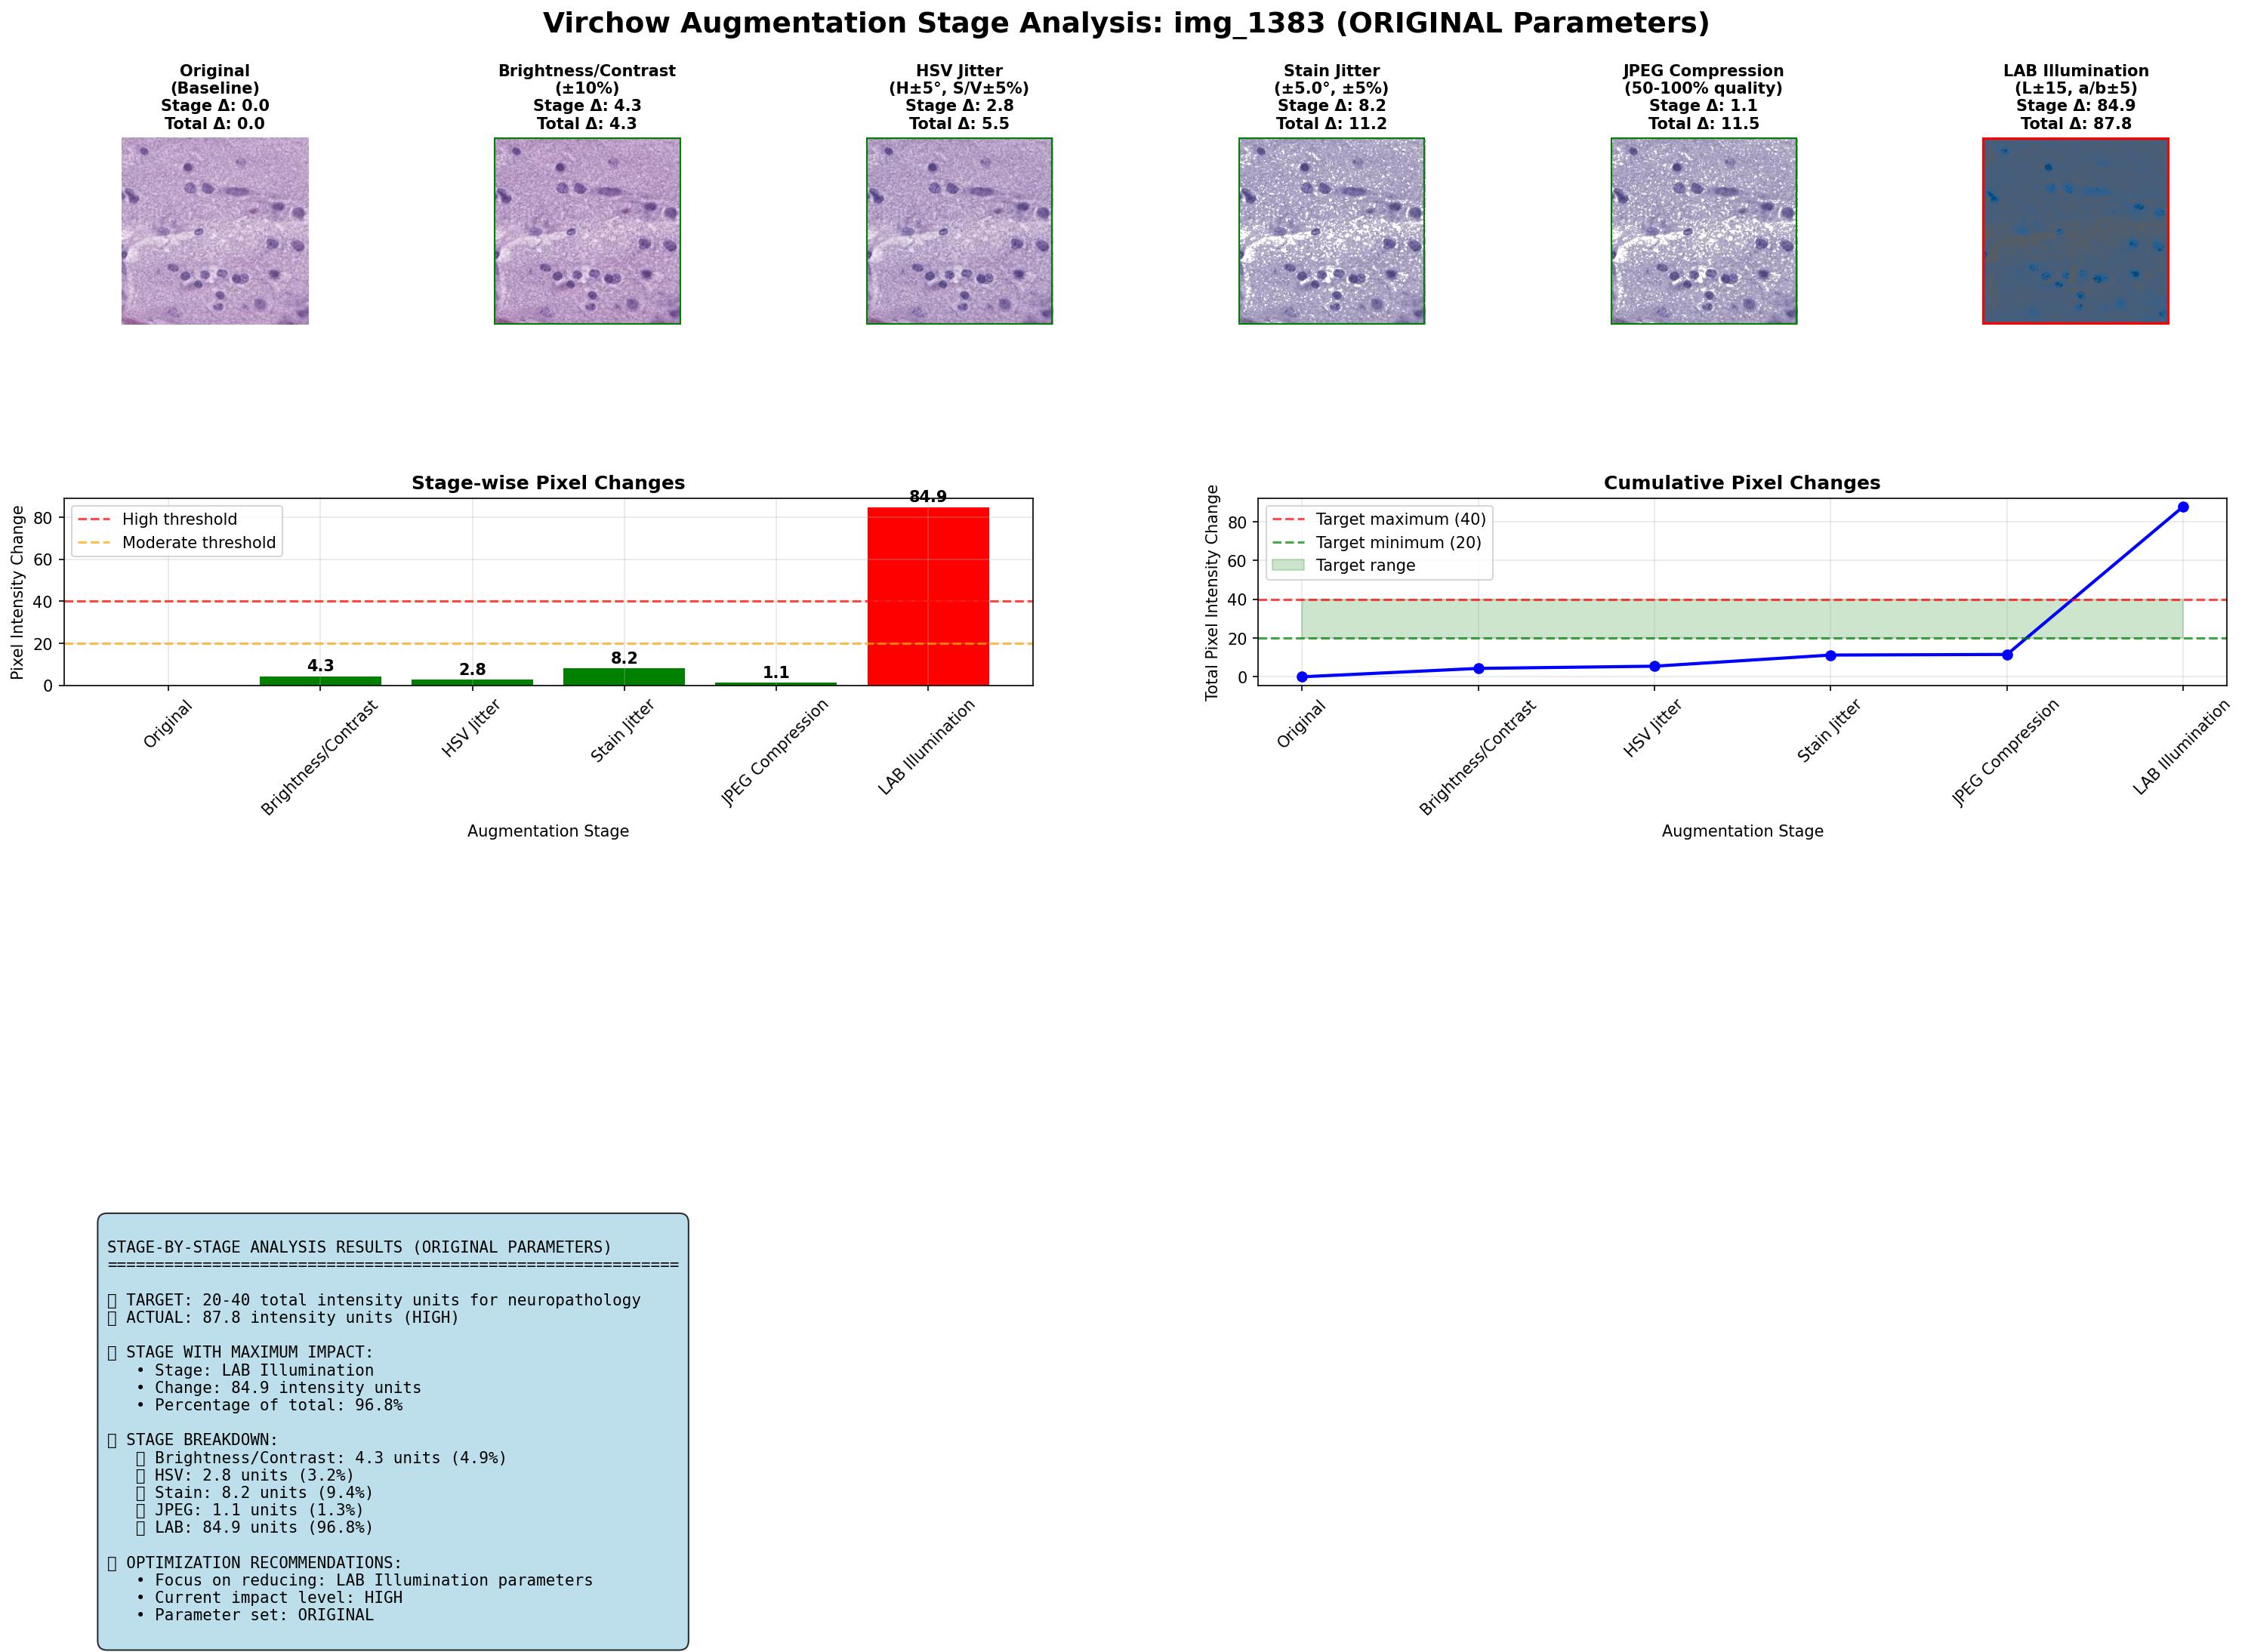 Virchow Augmentation Stage Analysis: img_1383 (ORIGINAL Parameters)
Original
(Baseline)
Stage Δ: 0.0
Total Δ: 0.0
Brightness/Contrast
(±10%)
Stage Δ: 4.3
Total Δ: 4.3
HSV Jitter
(H±5°, S/V±5%)
Stage Δ: 2.8
Total Δ: 5.5
Stain Jitter
(±5.0°, ±5%)
Stage Δ: 8.2
Total Δ: 11.2
JPEG Compression
(50-100% quality)
Stage Δ: 1.1
Total Δ: 11.5
LAB Illumination
(L±15, a/b±5)
Stage Δ: 84.9
Total Δ: 87.8
Stage-wise Pixel Changes
Pixel Intensity Change
80
60
40
20
0
High threshold
Moderate threshold
4.3
2.8
8.2
1.1
84.9
Original
Brightness/Contrast
HSV Jitter
Stain Jitter
JPEG Compression
LAB Illumination
Augmentation Stage
Cumulative Pixel Changes
Total Pixel Intensity Change
80
60
40
20
0
Target maximum (40)
Target minimum (20)
Target range
Original
Brightness/Contrast
HSV Jitter
Stain Jitter
JPEG Compression
LAB Illumination
Augmentation Stage
STAGE-BY-STAGE ANALYSIS RESULTS (ORIGINAL PARAMETERS)
============================================================
TARGET: 20-40 total intensity units for neuropathology
ACTUAL: 87.8 intensity units (HIGH)
STAGE WITH MAXIMUM IMPACT:
• Stage: LAB Illumination
• Change: 84.9 intensity units
• Percentage of total: 96.8%
STAGE BREAKDOWN:
Brightness/Contrast: 4.3 units (4.9%)
HSV: 2.8 units (3.2%)
Stain: 8.2 units (9.4%)
JPEG: 1.1 units (1.3%)
LAB: 84.9 units (96.8%)
OPTIMIZATION RECOMMENDATIONS:
• Focus on reducing: LAB Illumination parameters
• Current impact level: HIGH
• Parameter set: ORIGINAL